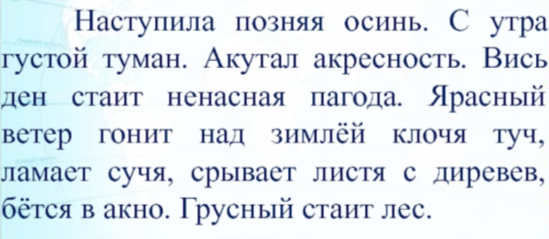 Наступила позняя осинь. С утра
густой туман. Акутал акресность. Вись
ден стаит ненасная пагода. Ярасный
ветер гонит над зимлёй клочя туч,
ламает сучя, срывает листя с диревев,
бётся в акно. Грусный стаит лес.